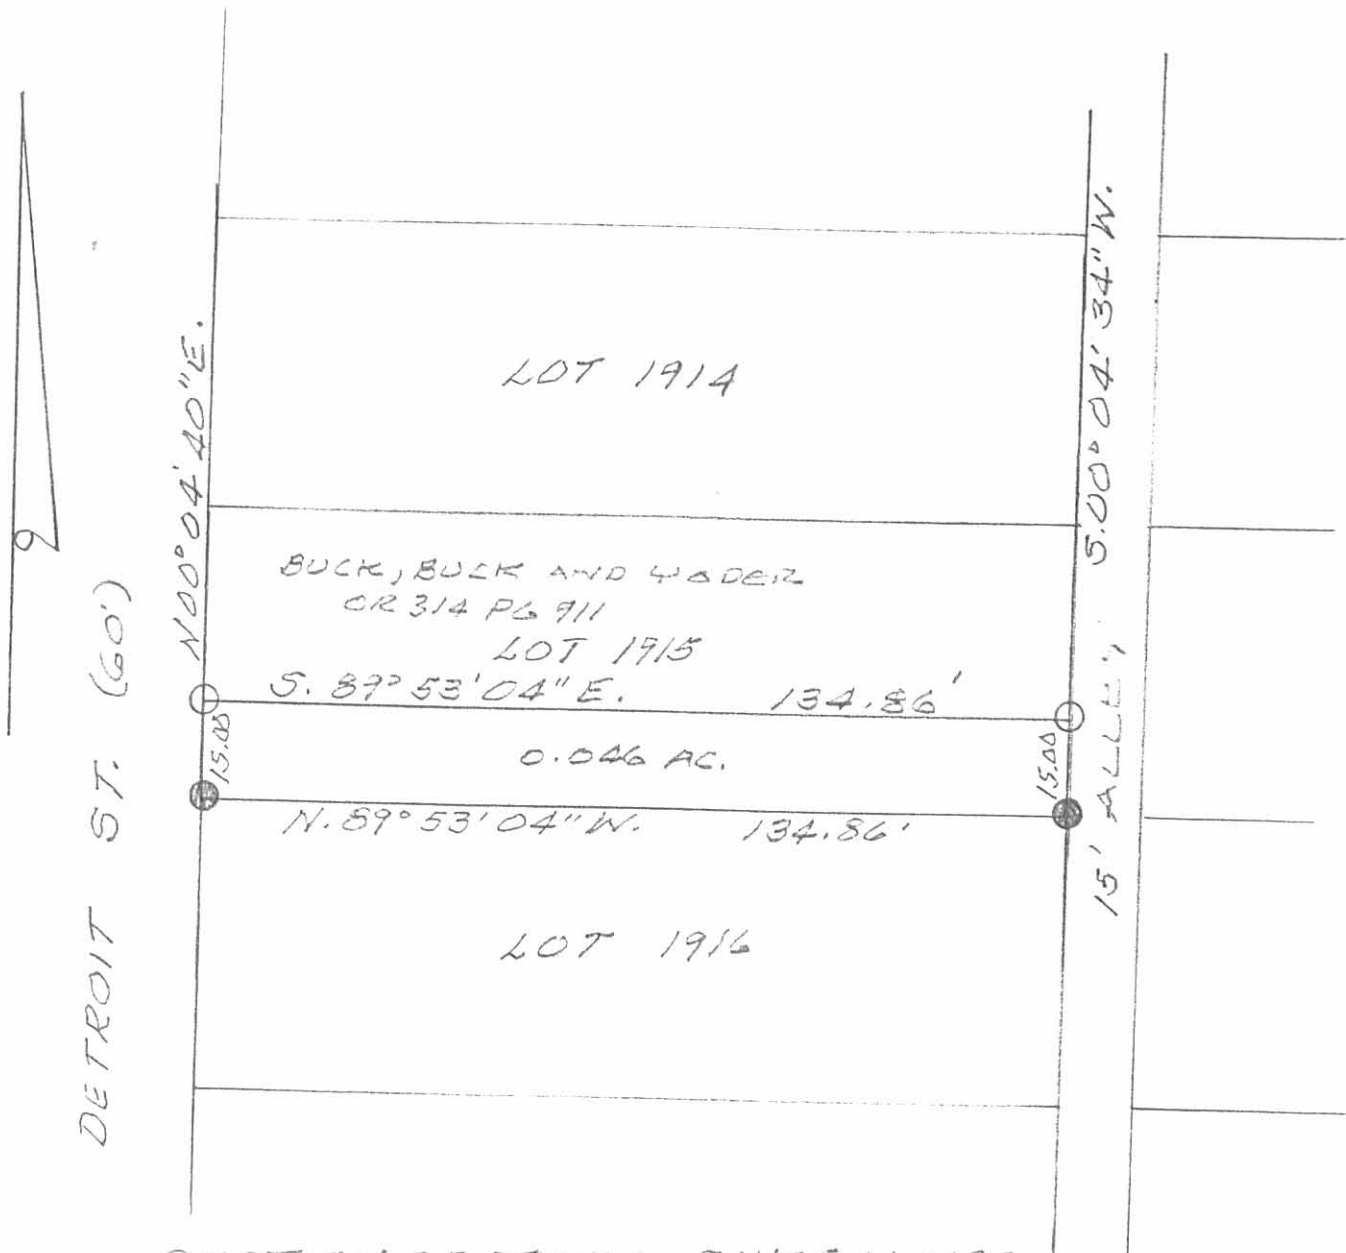 LOT 1914
N00°04'40"E.
S.00°04'34"W.
BUCK, BUCK AND
OR 314 PG 911
LOT 1915
S. 89°53'04"E. 134.86'
15.00
0.046 AC.
15.00
N. 89°53'04"W. 134.86'
LOT 1916
DETROIT ST. (60')
15' ALLEY